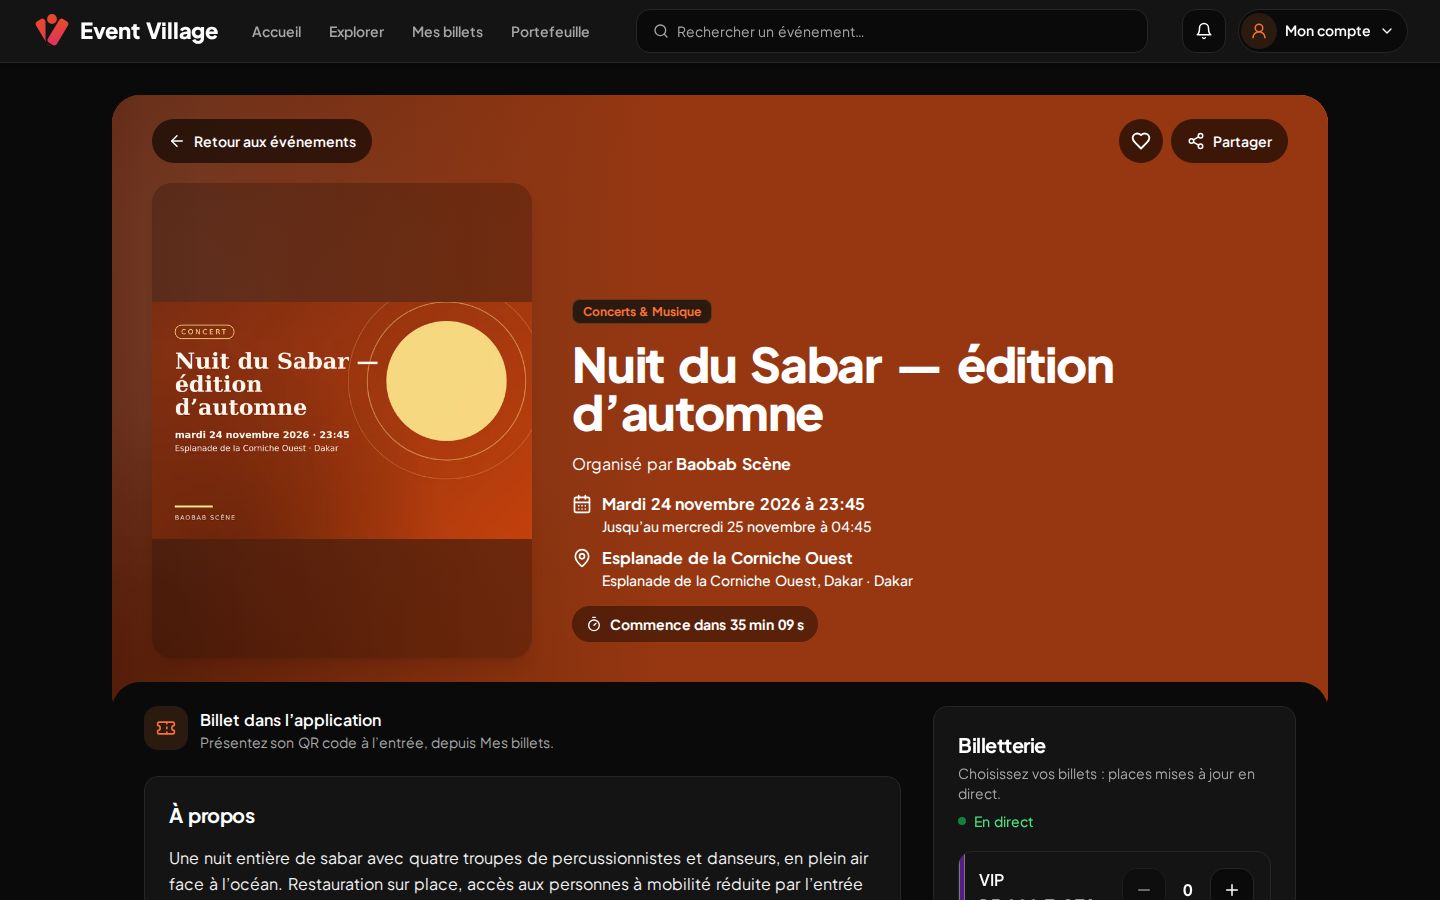 Event Village
Accueil
Explorer
Mes billets
Portefeuille
Rechercher un événement…
Mon compte
Retour aux événements
Partager
CONCERT
Nuit du Sabar —
édition
d’automne
mardi 24 novembre 2026 · 23:45
Esplanade de la Corniche Ouest · Dakar
BAOBAB SCÈNE
Concerts & Musique
Nuit du Sabar — édition
d’automne
Organisé par Baobab Scène
Mardi 24 novembre 2026 à 23:45
Jusqu’au mercredi 25 novembre à 04:45
Esplanade de la Corniche Ouest
Esplanade de la Corniche Ouest, Dakar · Dakar
Commence dans 35 min 09 s
Billet dans l’application
Présentez son QR code à l’entrée, depuis Mes billets.
À propos
Une nuit entière de sabar avec quatre troupes de percussionnistes et danseurs, en plein air
face à l’océan. Restauration sur place, accès aux personnes à mobilité réduite par l’entrée
Billetterie
Choisissez vos billets : places mises à jour en
direct.
En direct
VIP
0